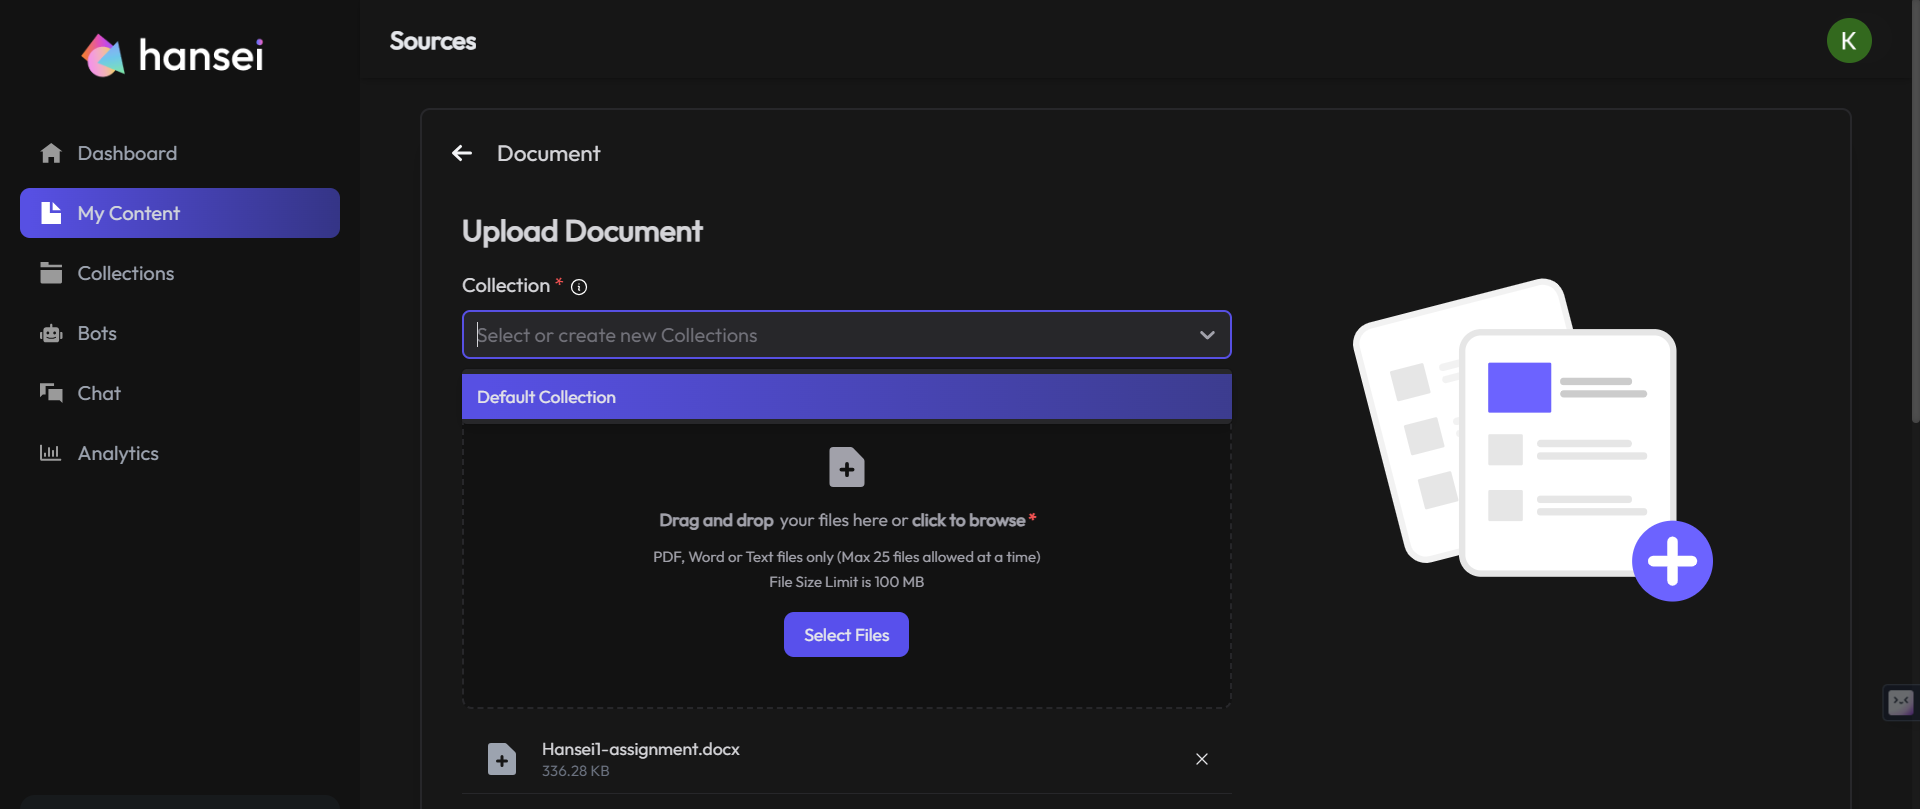 hansei
Sources
K
Dashboard
My Content
Collections
Bots
Chat
Analytics
Document
Upload Document
Collection *
Select or create new Collections
Default Collection
Drag and drop your files here or click to browse *
PDF, Word or Text files only (Max 25 files allowed at a time)
File Size Limit is 100 MB
Select Files
Hansei1-assignment.docx
336.28 KB